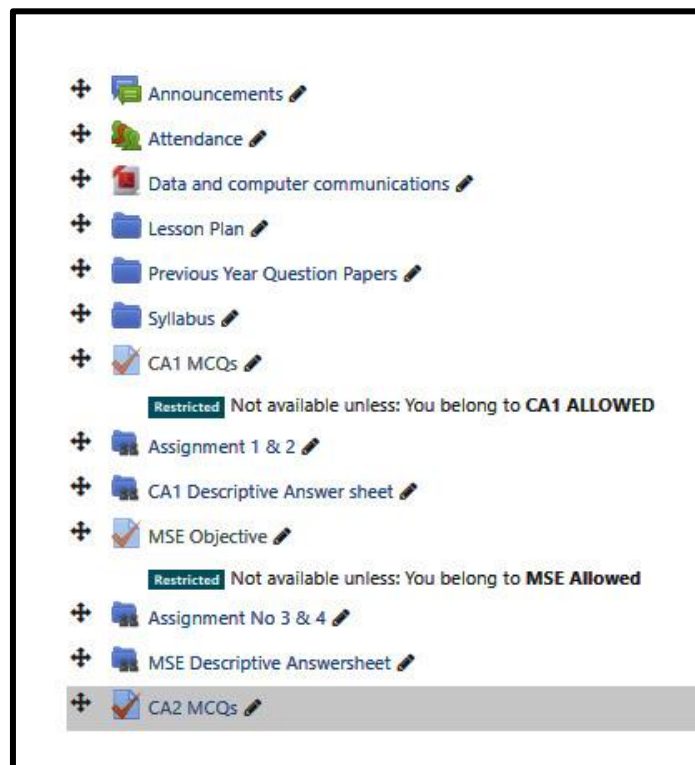 Announcements
Attendance
Data and computer communications
Lesson Plan
Previous Year Question Papers
Syllabus
CA1 MCQs
Restricted Not available unless: You belong to CA1 ALLOWED
Assignment 1 & 2
CA1 Descriptive Answer sheet
MSE Objective
Restricted Not available unless: You belong to MSE Allowed
Assignment No 3 & 4
MSE Descriptive Answersheet
CA2 MCQs